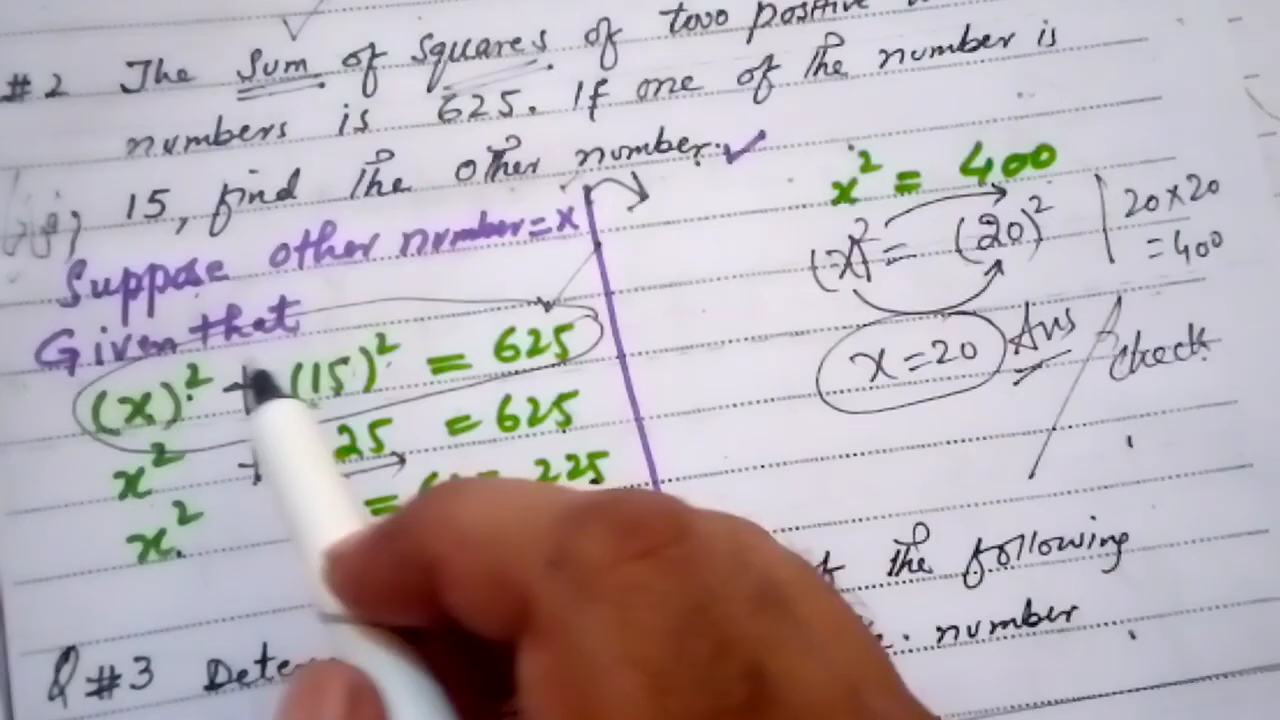 #2 The Sum of Squares of two positive
numbers is 625. If one of the number is
15, find the other number. ✓
Suppose other number = x
Given that
(x)² + (15)² = 625
x² + 25 = 625
x² = 225
x² = 400
(x)² = (20)²
20×20
= 400
x = 20 Ans
check
the following
number
Q #3